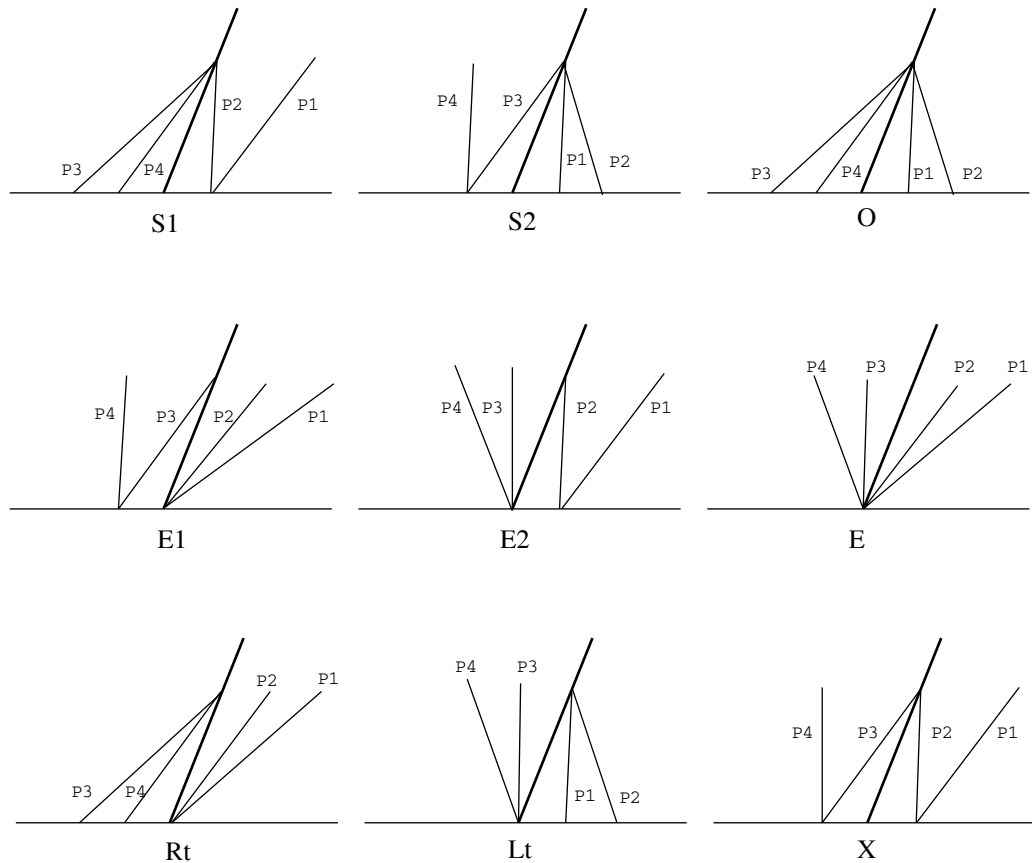 P3 P4 P2 P1
S1
P4 P3 P1 P2
S2
P3 P4 P1 P2
O
P4 P3 P2 P1
E1
P4 P3 P2 P1
E2
P4 P3 P2 P1
E
P3 P4 P2 P1
Rt
P4 P3 P1 P2
Lt
P4 P3 P2 P1
X